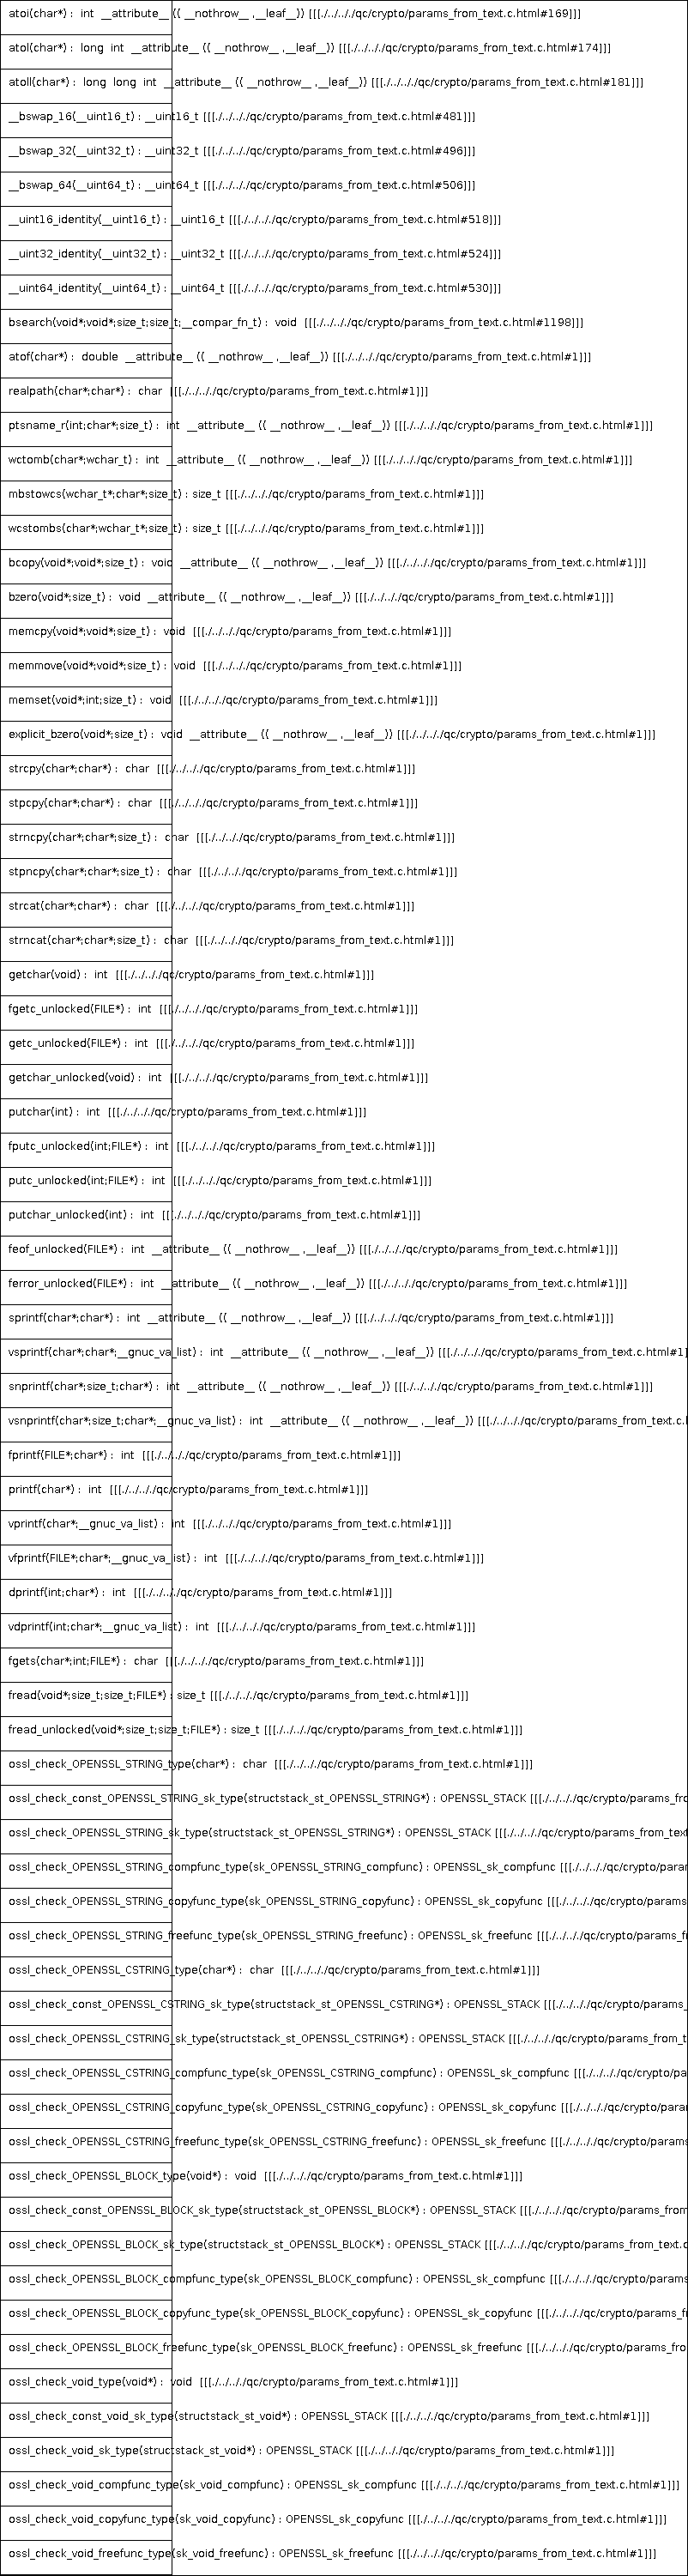 atoi(char*) : int __attribute__ (( __nothrow__ ,__leaf__)) [[[./../.././qc/crypto/params_from_text.c.html#169]]]
atol(char*) : long int __attribute__ (( __nothrow__ ,__leaf__)) [[[./../.././qc/crypto/params_from_text.c.html#174]]]
atoll(char*) : long long int __attribute__ (( __nothrow__ ,__leaf__)) [[[./../.././qc/crypto/params_from_text.c.html#181]]]
__bswap_16(__uint16_t) : __uint16_t [[[./../.././qc/crypto/params_from_text.c.html#481]]]
__bswap_32(__uint32_t) : __uint32_t [[[./../.././qc/crypto/params_from_text.c.html#496]]]
__bswap_64(__uint64_t) : __uint64_t [[[./../.././qc/crypto/params_from_text.c.html#506]]]
__uint16_identity(__uint16_t) : __uint16_t [[[./../.././qc/crypto/params_from_text.c.html#518]]]
__uint32_identity(__uint32_t) : __uint32_t [[[./../.././qc/crypto/params_from_text.c.html#524]]]
__uint64_identity(__uint64_t) : __uint64_t [[[./../.././qc/crypto/params_from_text.c.html#530]]]
bsearch(void*;void*;size_t;size_t;__compar_fn_t) : void [[[./../.././qc/crypto/params_from_text.c.html#1198]]]
atof(char*) : double __attribute__ (( __nothrow__ ,__leaf__)) [[[./../.././qc/crypto/params_from_text.c.html#1]]]
realpath(char*;char*) : char [[[./../.././qc/crypto/params_from_text.c.html#1]]]
ptsname_r(int;char*;size_t) : int __attribute__ (( __nothrow__ ,__leaf__)) [[[./../.././qc/crypto/params_from_text.c.html#1]]]
wctomb(char*;wchar_t) : int __attribute__ (( __nothrow__ ,__leaf__)) [[[./../.././qc/crypto/params_from_text.c.html#1]]]
mbstowcs(wchar_t*;char*;size_t) : size_t [[[./../.././qc/crypto/params_from_text.c.html#1]]]
wcstombs(char*;wchar_t*;size_t) : size_t [[[./../.././qc/crypto/params_from_text.c.html#1]]]
bcopy(void*;void*;size_t) : void __attribute__ (( __nothrow__ ,__leaf__)) [[[./../.././qc/crypto/params_from_text.c.html#1]]]
bzero(void*;size_t) : void __attribute__ (( __nothrow__ ,__leaf__)) [[[./../.././qc/crypto/params_from_text.c.html#1]]]
memcpy(void*;void*;size_t) : void [[[./../.././qc/crypto/params_from_text.c.html#1]]]
memmove(void*;void*;size_t) : void [[[./../.././qc/crypto/params_from_text.c.html#1]]]
memset(void*;int;size_t) : void [[[./../.././qc/crypto/params_from_text.c.html#1]]]
explicit_bzero(void*;size_t) : void __attribute__ (( __nothrow__ ,__leaf__)) [[[./../.././qc/crypto/params_from_text.c.html#1]]]
strcpy(char*;char*) : char [[[./../.././qc/crypto/params_from_text.c.html#1]]]
stpcpy(char*;char*) : char [[[./../.././qc/crypto/params_from_text.c.html#1]]]
strncpy(char*;char*;size_t) : char [[[./../.././qc/crypto/params_from_text.c.html#1]]]
stpncpy(char*;char*;size_t) : char [[[./../.././qc/crypto/params_from_text.c.html#1]]]
strcat(char*;char*) : char [[[./../.././qc/crypto/params_from_text.c.html#1]]]
strncat(char*;char*;size_t) : char [[[./../.././qc/crypto/params_from_text.c.html#1]]]
getchar(void) : int [[[./../.././qc/crypto/params_from_text.c.html#1]]]
fgetc_unlocked(FILE*) : int [[[./../.././qc/crypto/params_from_text.c.html#1]]]
getc_unlocked(FILE*) : int [[[./../.././qc/crypto/params_from_text.c.html#1]]]
getchar_unlocked(void) : int [[[./../.././qc/crypto/params_from_text.c.html#1]]]
putchar(int) : int [[[./../.././qc/crypto/params_from_text.c.html#1]]]
fputc_unlocked(int;FILE*) : int [[[./../.././qc/crypto/params_from_text.c.html#1]]]
putc_unlocked(int;FILE*) : int [[[./../.././qc/crypto/params_from_text.c.html#1]]]
putchar_unlocked(int) : int [[[./../.././qc/crypto/params_from_text.c.html#1]]]
feof_unlocked(FILE*) : int __attribute__ (( __nothrow__ ,__leaf__)) [[[./../.././qc/crypto/params_from_text.c.html#1]]]
ferror_unlocked(FILE*) : int __attribute__ (( __nothrow__ ,__leaf__)) [[[./../.././qc/crypto/params_from_text.c.html#1]]]
sprintf(char*;char*) : int __attribute__ (( __nothrow__ ,__leaf__)) [[[./../.././qc/crypto/params_from_text.c.html#1]]]
vsprintf(char*;char*;__gnuc_va_list) : int __attribute__ (( __nothrow__ ,__leaf__)) [[[./../.././qc/crypto/params_from_text.c.html#1]
snprintf(char*;size_t;char*) : int __attribute__ (( __nothrow__ ,__leaf__)) [[[./../.././qc/crypto/params_from_text.c.html#1]]]
vsnprintf(char*;size_t;char*;__gnuc_va_list) : int __attribute__ (( __nothrow__ ,__leaf__)) [[[./../.././qc/crypto/params_from_text.c.
fprintf(FILE*;char*) : int [[[./../.././qc/crypto/params_from_text.c.html#1]]]
printf(char*) : int [[[./../.././qc/crypto/params_from_text.c.html#1]]]
vprintf(char*;__gnuc_va_list) : int [[[./../.././qc/crypto/params_from_text.c.html#1]]]
vfprintf(FILE*;char*;__gnuc_va_list) : int [[[./../.././qc/crypto/params_from_text.c.html#1]]]
dprintf(int;char*) : int [[[./../.././qc/crypto/params_from_text.c.html#1]]]
vdprintf(int;char*;__gnuc_va_list) : int [[[./../.././qc/crypto/params_from_text.c.html#1]]]
fgets(char*;int;FILE*) : char [[[./../.././qc/crypto/params_from_text.c.html#1]]]
fread(void*;size_t;size_t;FILE*) : size_t [[[./../.././qc/crypto/params_from_text.c.html#1]]]
fread_unlocked(void*;size_t;size_t;FILE*) : size_t [[[./../.././qc/crypto/params_from_text.c.html#1]]]
ossl_check_OPENSSL_STRING_type(char*) : char [[[./../.././qc/crypto/params_from_text.c.html#1]]]
ossl_check_const_OPENSSL_STRING_sk_type(structstack_st_OPENSSL_STRING*) : OPENSSL_STACK [[[./../.././qc/crypto/params_fro
ossl_check_OPENSSL_STRING_sk_type(structstack_st_OPENSSL_STRING*) : OPENSSL_STACK [[[./../.././qc/crypto/params_from_text
ossl_check_OPENSSL_STRING_compfunc_type(sk_OPENSSL_STRING_compfunc) : OPENSSL_sk_compfunc [[[./../.././qc/crypto/para
ossl_check_OPENSSL_STRING_copyfunc_type(sk_OPENSSL_STRING_copyfunc) : OPENSSL_sk_copyfunc [[[./../.././qc/crypto/params
ossl_check_OPENSSL_STRING_freefunc_type(sk_OPENSSL_STRING_freefunc) : OPENSSL_sk_freefunc [[[./../.././qc/crypto/params_f
ossl_check_OPENSSL_CSTRING_type(char*) : char [[[./../.././qc/crypto/params_from_text.c.html#1]]]
ossl_check_const_OPENSSL_CSTRING_sk_type(structstack_st_OPENSSL_CSTRING*) : OPENSSL_STACK [[[./../.././qc/crypto/params_
ossl_check_OPENSSL_CSTRING_sk_type(structstack_st_OPENSSL_CSTRING*) : OPENSSL_STACK [[[./../.././qc/crypto/params_from_t
ossl_check_OPENSSL_CSTRING_compfunc_type(sk_OPENSSL_CSTRING_compfunc) : OPENSSL_sk_compfunc [[[./../.././qc/crypto/pa
ossl_check_OPENSSL_CSTRING_copyfunc_type(sk_OPENSSL_CSTRING_copyfunc) : OPENSSL_sk_copyfunc [[[./../.././qc/crypto/para
ossl_check_OPENSSL_CSTRING_freefunc_type(sk_OPENSSL_CSTRING_freefunc) : OPENSSL_sk_freefunc [[[./../.././qc/crypto/params
ossl_check_OPENSSL_BLOCK_type(void*) : void [[[./../.././qc/crypto/params_from_text.c.html#1]]]
ossl_check_const_OPENSSL_BLOCK_sk_type(structstack_st_OPENSSL_BLOCK*) : OPENSSL_STACK [[[./../.././qc/crypto/params_from
ossl_check_OPENSSL_BLOCK_sk_type(structstack_st_OPENSSL_BLOCK*) : OPENSSL_STACK [[[./../.././qc/crypto/params_from_text.c
ossl_check_OPENSSL_BLOCK_compfunc_type(sk_OPENSSL_BLOCK_compfunc) : OPENSSL_sk_compfunc [[[./../.././qc/crypto/params
ossl_check_OPENSSL_BLOCK_copyfunc_type(sk_OPENSSL_BLOCK_copyfunc) : OPENSSL_sk_copyfunc [[[./../.././qc/crypto/params_f
ossl_check_OPENSSL_BLOCK_freefunc_type(sk_OPENSSL_BLOCK_freefunc) : OPENSSL_sk_freefunc [[[./../.././qc/crypto/params_fro
ossl_check_void_type(void*) : void [[[./../.././qc/crypto/params_from_text.c.html#1]]]
ossl_check_const_void_sk_type(structstack_st_void*) : OPENSSL_STACK [[[./../.././qc/crypto/params_from_text.c.html#1]]]
ossl_check_void_sk_type(structstack_st_void*) : OPENSSL_STACK [[[./../.././qc/crypto/params_from_text.c.html#1]]]
ossl_check_void_compfunc_type(sk_void_compfunc) : OPENSSL_sk_compfunc [[[./../.././qc/crypto/params_from_text.c.html#1]]]
ossl_check_void_copyfunc_type(sk_void_copyfunc) : OPENSSL_sk_copyfunc [[[./../.././qc/crypto/params_from_text.c.html#1]]]
ossl_check_void_freefunc_type(sk_void_freefunc) : OPENSSL_sk_freefunc [[[./../.././qc/crypto/params_from_text.c.html#1]]]